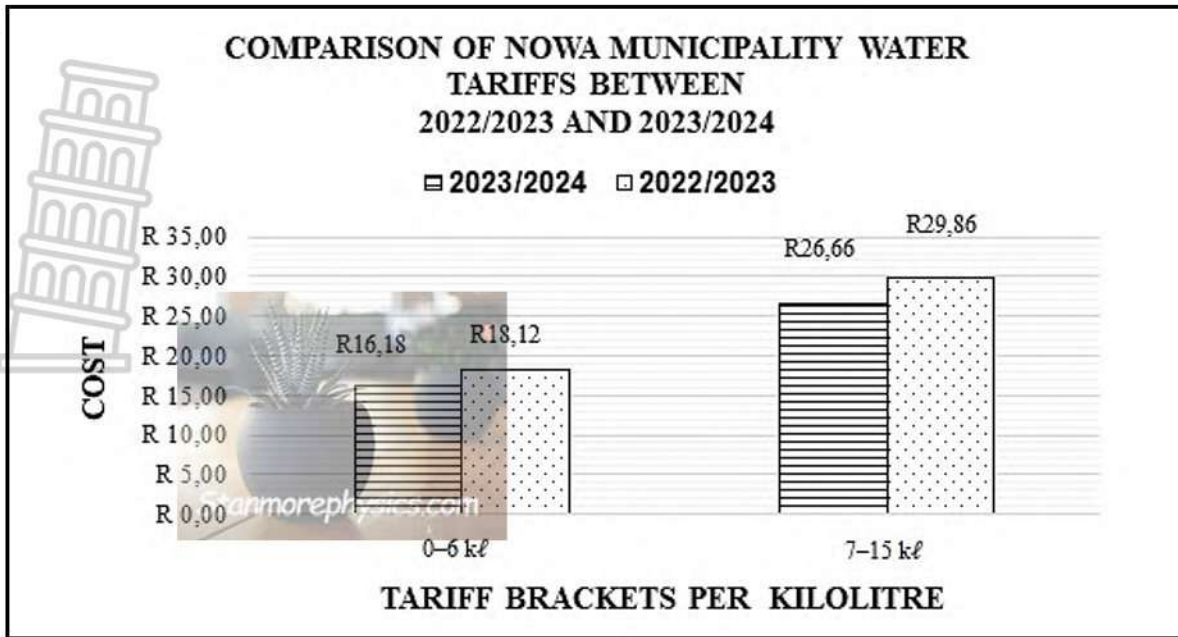 COMPARISON OF NOWA MUNICIPALITY WATER
TARIFFS BETWEEN
2022/2023 AND 2023/2024
2023/2024 2022/2023
R 35,00
R 30,00
R 25,00
R 20,00
R 15,00
R 10,00
R 5,00
R 0,00
COST
R16,18
R18,12
R26,66
R29,86
Stanmorephysics.com
0–6 kℓ 7–15 kℓ
TARIFF BRACKETS PER KILOLITRE